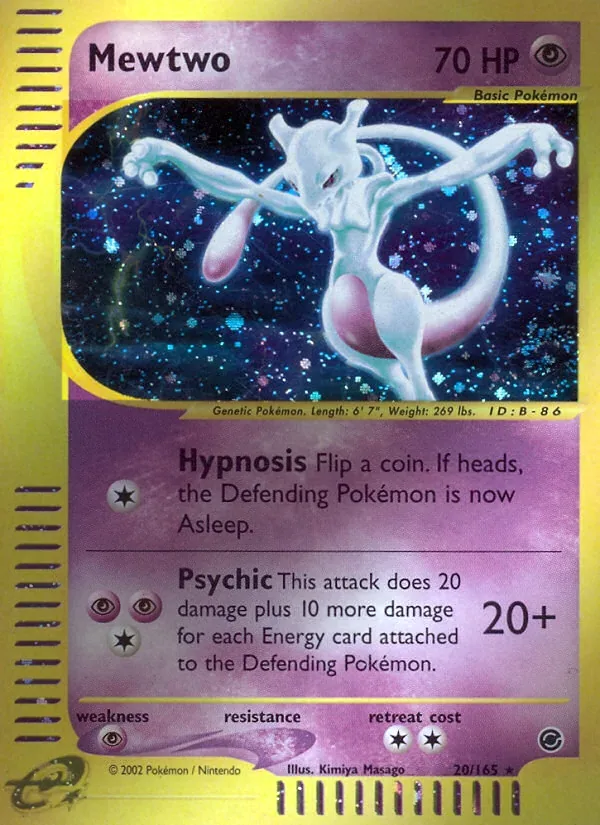 Mewtwo
70 HP
Basic Pokémon
Genetic Pokémon. Length: 6' 7", Weight: 269 lbs. ID:B-86
Hypnosis Flip a coin. If heads,
the Defending Pokémon is now
Asleep.
Psychic This attack does 20
damage plus 10 more damage
for each Energy card attached
to the Defending Pokémon.
20+
weakness resistance retreat cost
© 2002 Pokémon / Nintendo Illus. Kimiya Masago 20/165 ★